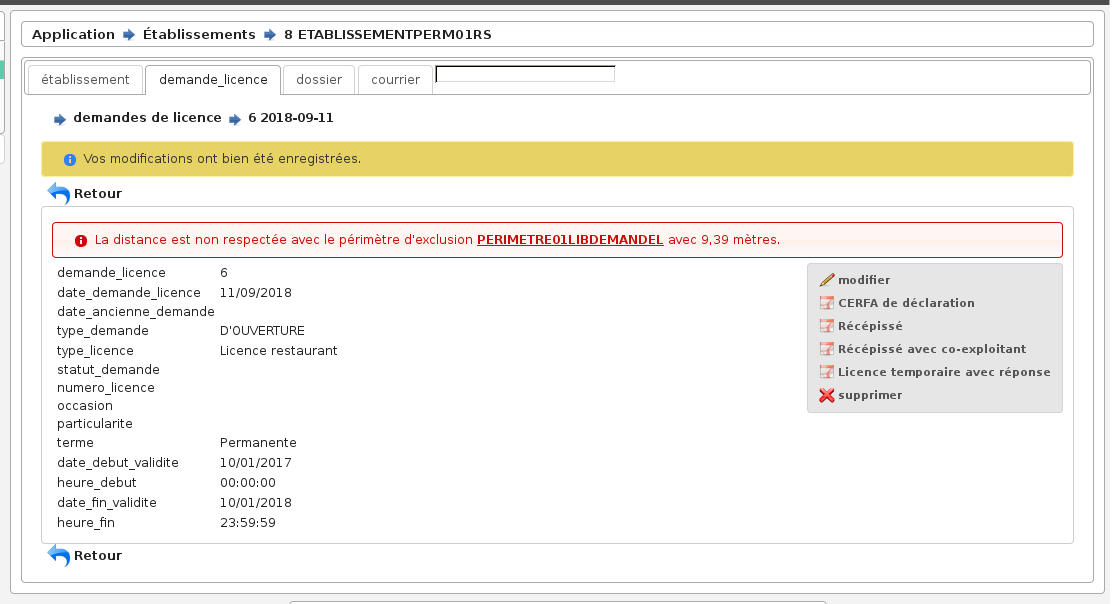 Application Établissements 8 ETABLISSEMENTPERM01RS
établissement demande_licence dossier courrier
demandes de licence 6 2018-09-11
Vos modifications ont bien été enregistrées.
Retour
La distance est non respectée avec le périmètre d'exclusion PERIMETRE01LIBDEMANDEL avec 9,39 mètres.
demande_licence 6
date_demande_licence 11/09/2018
date_ancienne_demande
type_demande D'OUVERTURE
type_licence Licence restaurant
statut_demande
numero_licence
occasion
particularite
terme Permanente
date_debut_validite 10/01/2017
heure_debut 00:00:00
date_fin_validite 10/01/2018
heure_fin 23:59:59
modifier
CERFA de déclaration
Récépissé
Récépissé avec co-exploitant
Licence temporaire avec réponse
supprimer
Retour